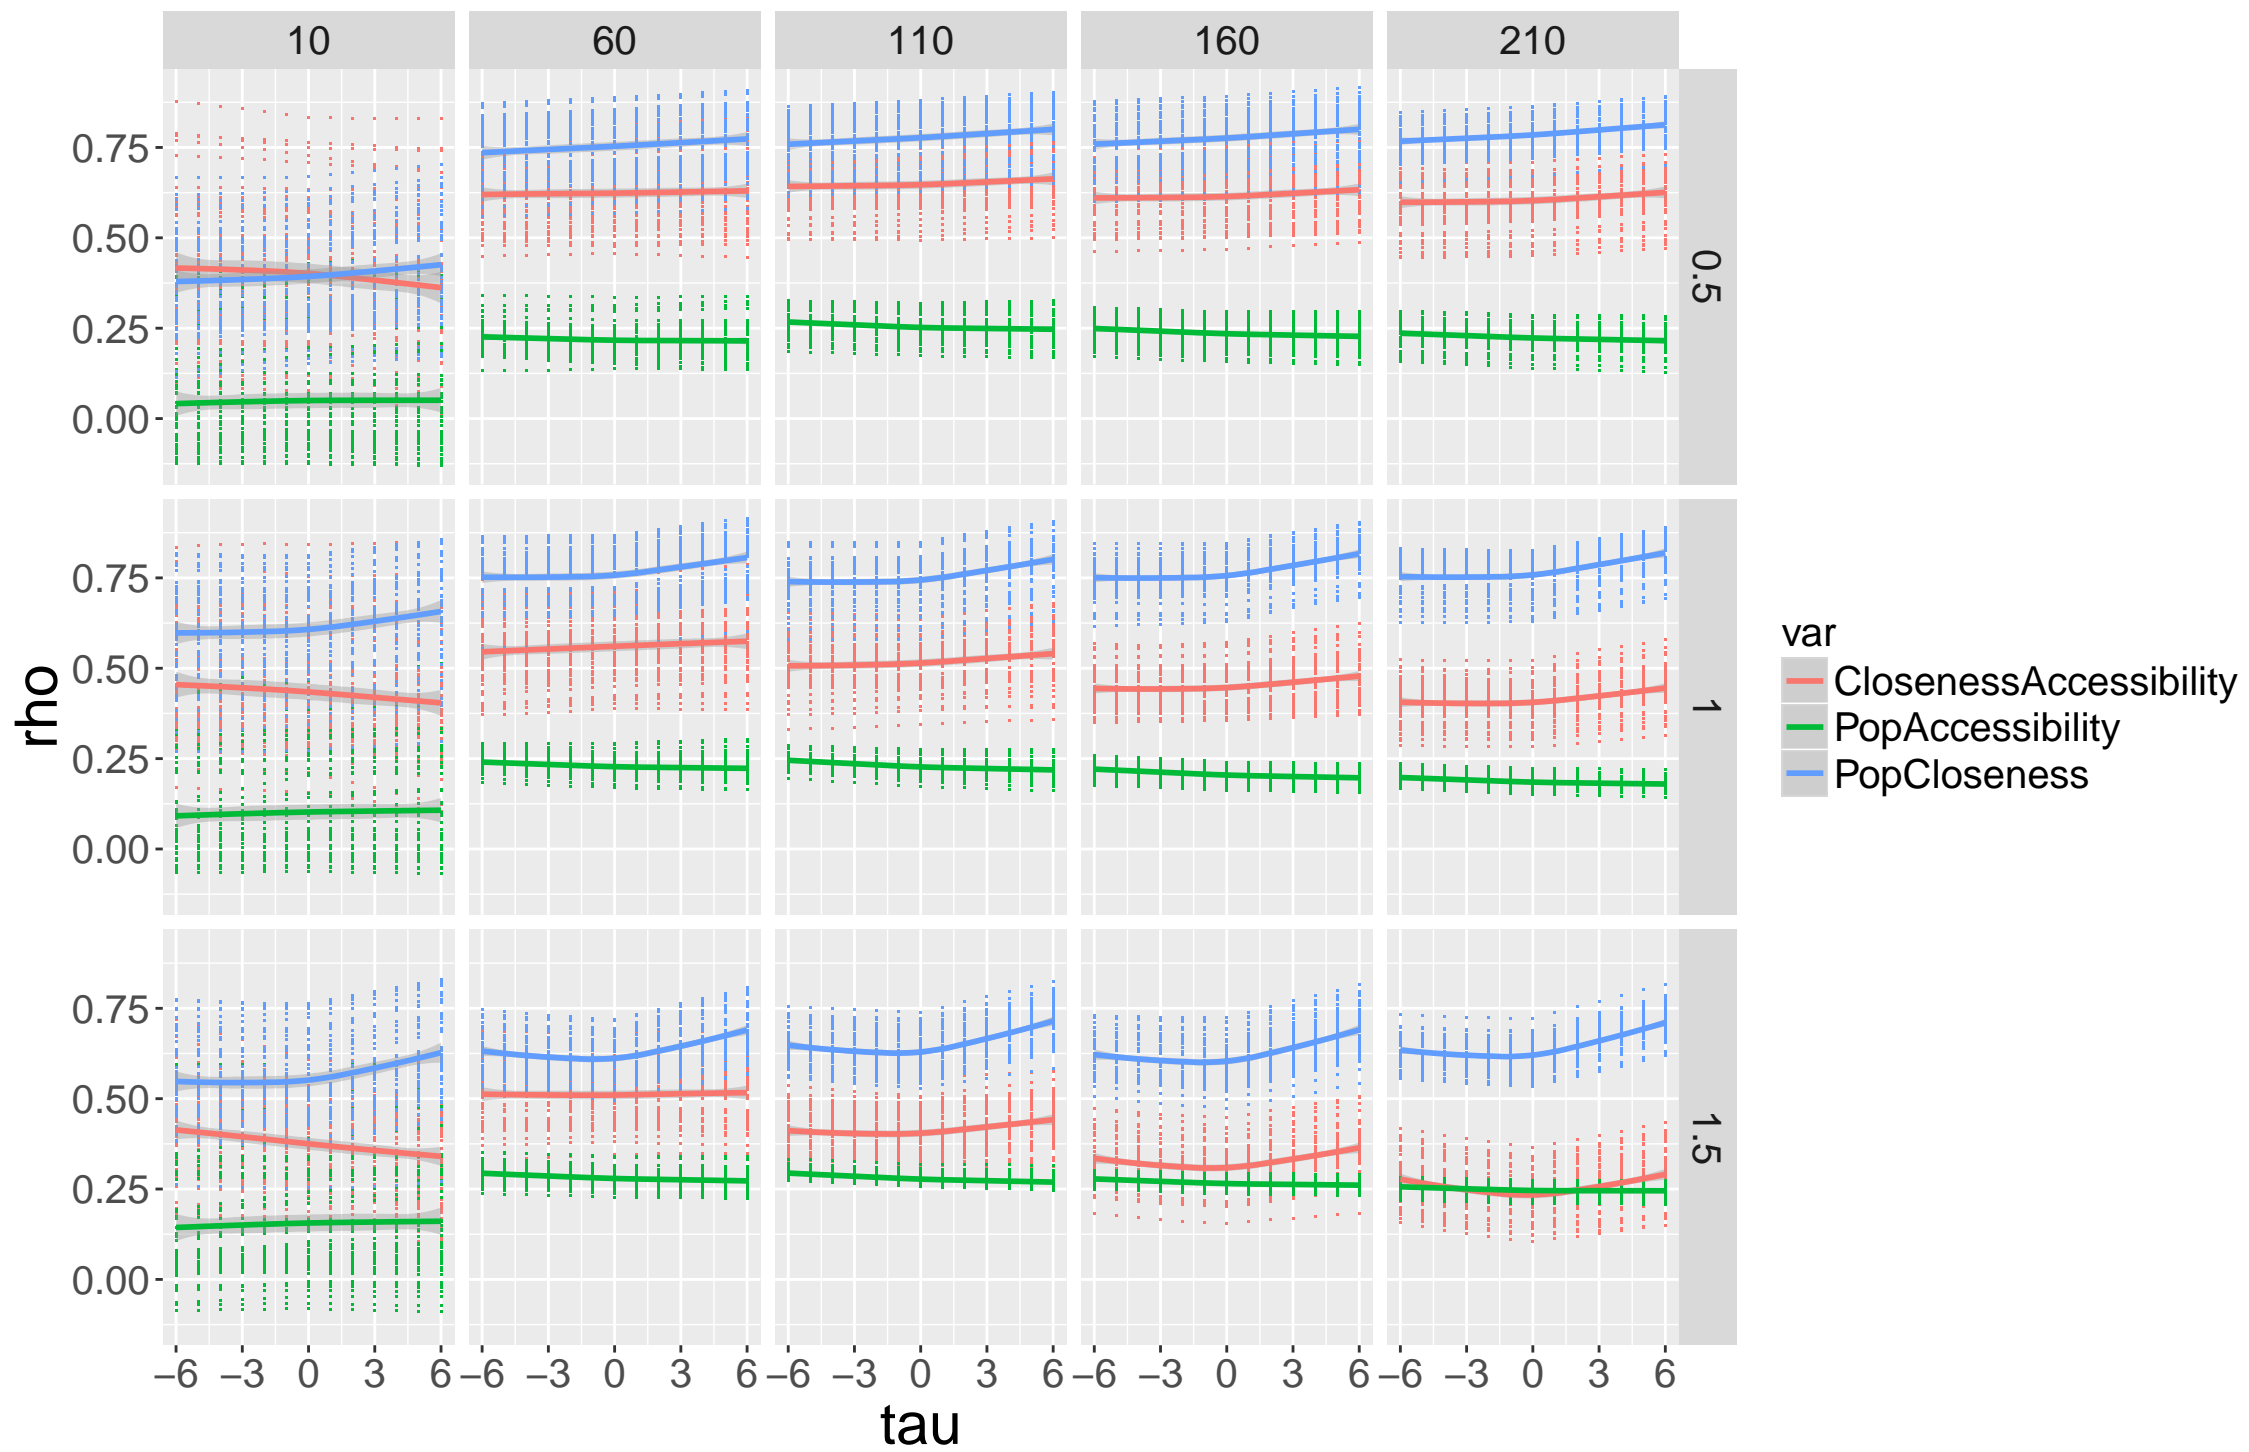 10 60 110 160 210
0.75
0.50
0.25
0.00
0.5
0.75
0.50
0.25
0.00
1
0.75
0.50
0.25
0.00
1.5
−6 −3 0 3 6 −6 −3 0 3 6 −6 −3 0 3 6 −6 −3 0 3 6 −6 −3 0 3 6
tau
rho
var
ClosenessAccessibility
PopAccessibility
PopCloseness